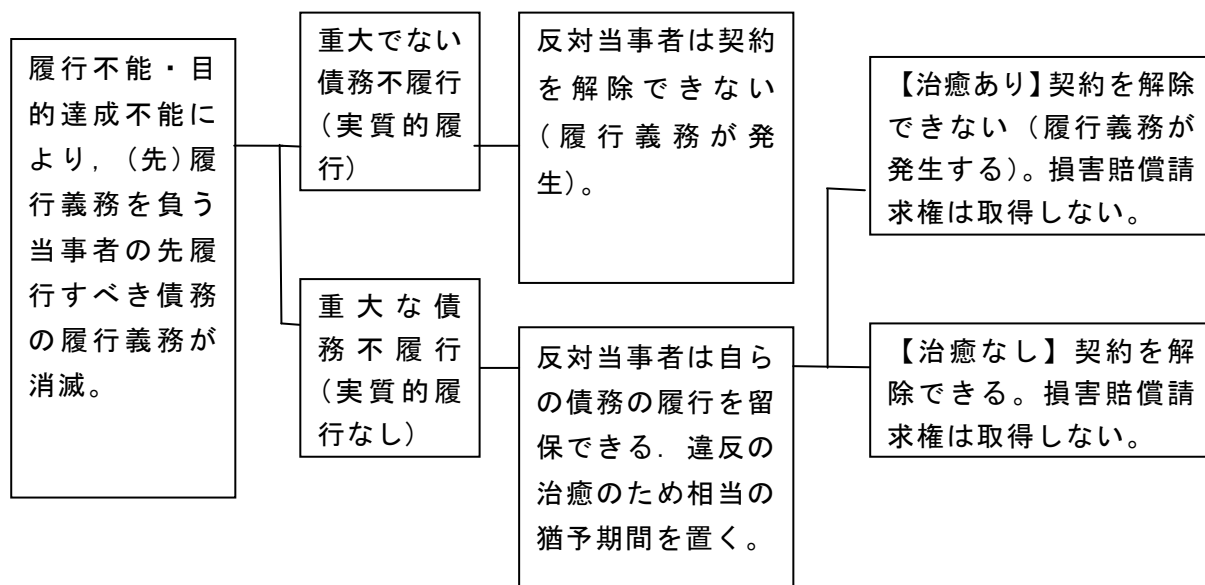 履行不能・目
的達成不能に
より，（先）履
行義務を負う
当事者の先履
行すべき債務
の履行義務が
消滅。
重大でない
債務不履行
（実質的履
行）
反対当事者は契約
を解除できない
（履行義務が発
生）。
【治癒あり】契約を解除
できない（履行義務が
発生する）。損害賠償請
求権は取得しない。
重大な債
務不履行
（実質的履
行なし）
反対当事者は自ら
の債務の履行を留
保できる．違反の
治癒のため相当の
猶予期間を置く。
【治癒なし】契約を解
除できる。損害賠償請
求権は取得しない。